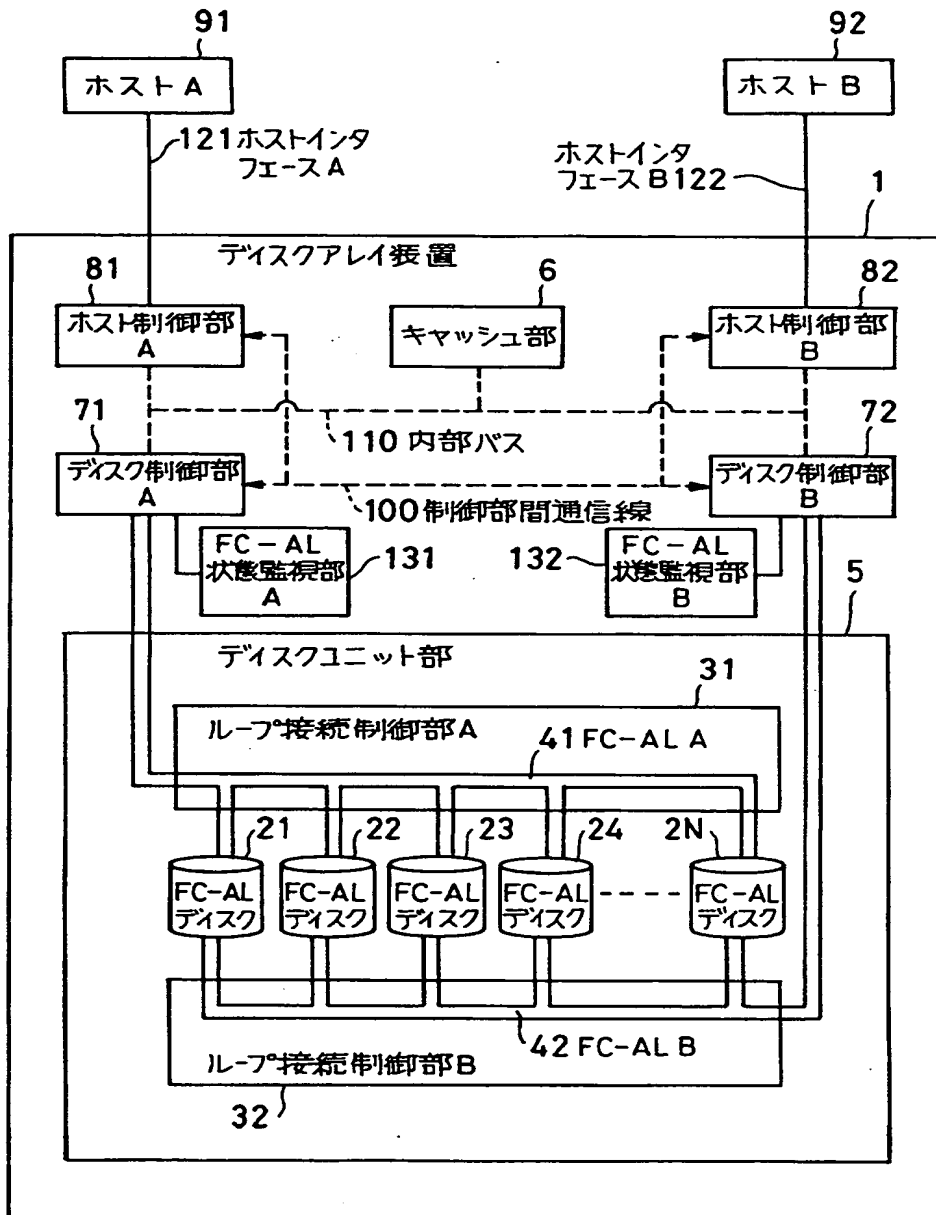 91
92
ホストA
ホストB
121 ホストインタ
フェースA
ホストインタ
フェースB 122
1
ディスクアレイ装置
81
6
82
ホスト制御部
A
キャッシュ部
ホスト制御部
B
71
110 内部バス
72
ディスク制御部
A
ディスク制御部
B
100 制御部間通信線
FC-AL
状態監視部
A
131
132
FC-AL
状態監視部
B
5
ディスクユニット部
31
ループ接続制御部A
41 FC-AL A
21
22
23
24
2N
FC-AL
ディスク
FC-AL
ディスク
FC-AL
ディスク
FC-AL
ディスク
FC-AL
ディスク
42 FC-AL B
ループ接続制御部B
32